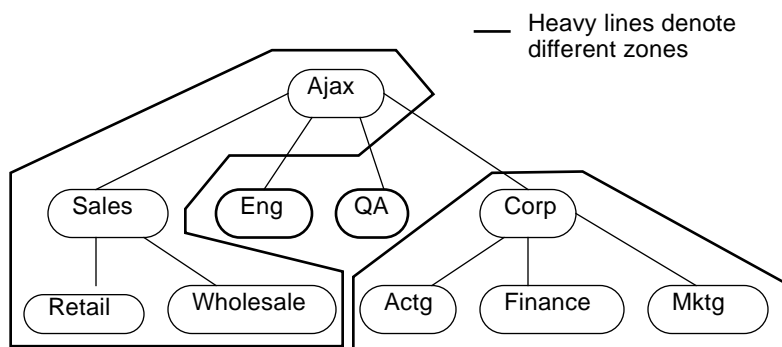 Heavy lines denote
different zones
Ajax
Sales
Eng
QA
Corp
Retail
Wholesale
Actg
Finance
Mktg